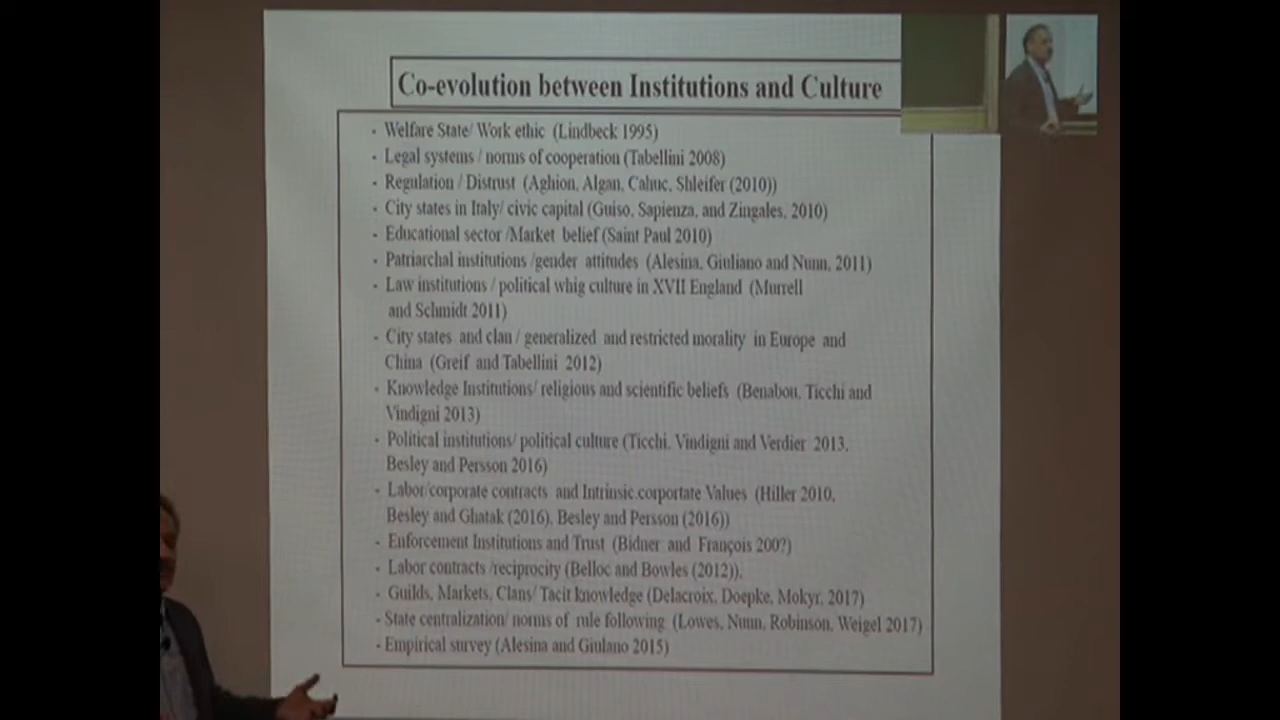 Co-evolution between Institutions and Culture
- Welfare State/ Work ethic (Lindbeck 1995)
- Legal systems / norms of cooperation (Tabellini 2008)
- Regulation / Distrust (Aghion, Algan, Cahuc, Shleifer (2010))
- City states in Italy/ civic capital (Guiso, Sapienza, and Zingales, 2010)
- Educational sector /Market belief (Saint Paul 2010)
- Patriarchal institutions /gender attitudes (Alesina, Giuliano and Nunn, 2011)
- Law institutions / political whig culture in XVII England (Murrell
and Schmidt 2011)
- City states and clan / generalized and restricted morality in Europe and
China (Greif and Tabellini 2012)
- Knowledge Institutions/ religious and scientific beliefs (Benabou, Ticchi and
Vindigni 2013)
- Political institutions/ political culture (Ticchi, Vindigni and Verdier 2013,
Besley and Persson 2016)
- Labor/corporate contracts and Intrinsic.corportate Values (Hiller 2010,
Besley and Ghatak (2016), Besley and Persson (2016))
- Enforcement Institutions and Trust (Bidner and François 200?)
- Labor contracts /reciprocity (Belloc and Bowles (2012)),
- Guilds, Markets, Clans/ Tacit knowledge (Delacroix, Doepke, Mokyr, 2017)
- State centralization/ norms of rule following (Lowes, Nunn, Robinson, Weigel 2017)
- Empirical survey (Alesina and Giulano 2015)